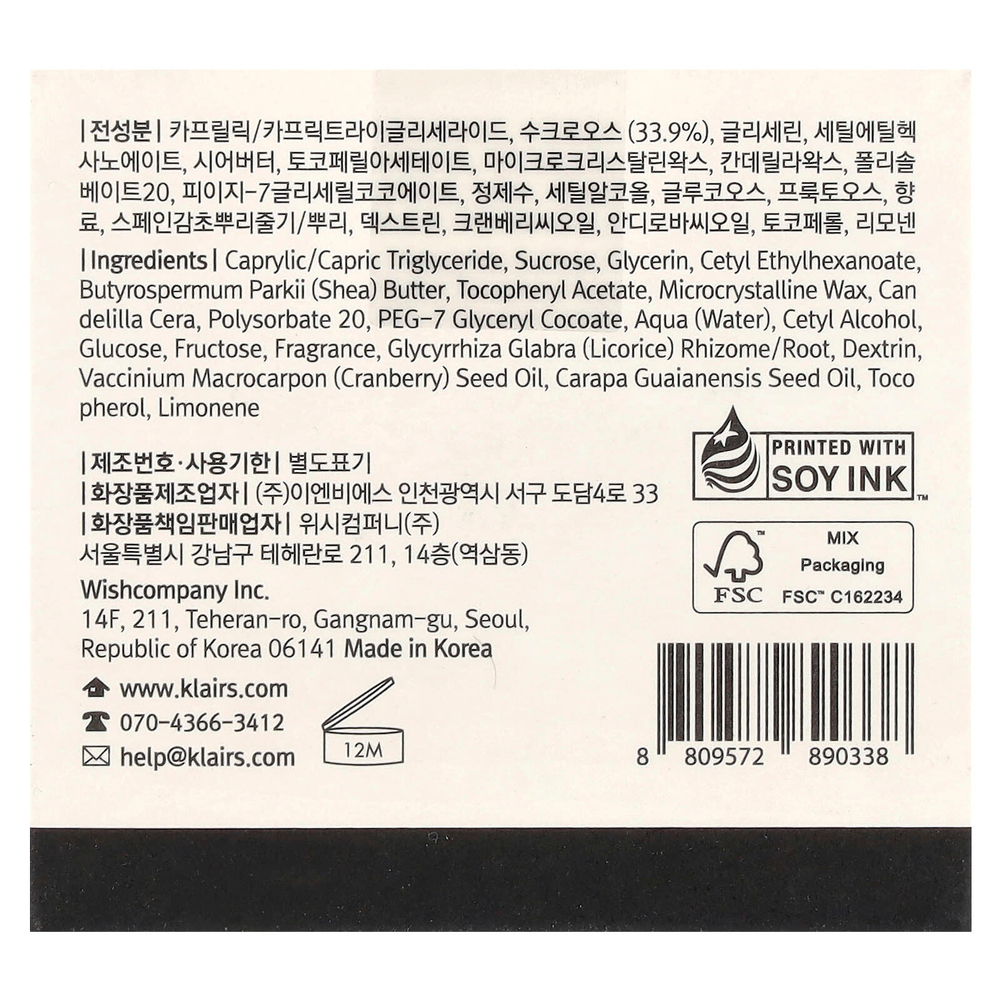 |전성분| 카프릴릭/카프릭트라이글리세라이드, 수크로오스 (33.9%), 글리세린, 세틸에틸헥
사노에이트, 시어버터, 토코페릴아세테이트, 마이크로크리스탈린왁스, 칸데릴라왁스, 폴리솔
베이트20, 피이지-7글리세릴코코에이트, 정제수, 세틸알코올, 글루코오스, 프룩토오스, 향
료, 스페인감초뿌리줄기/뿌리, 덱스트린, 크랜베리씨오일, 안디로바씨오일, 토코페롤, 리모넨
|Ingredients| Caprylic/Capric Triglyceride, Sucrose, Glycerin, Cetyl Ethylhexanoate,
Butyrospermum Parkii (Shea) Butter, Tocopheryl Acetate, Microcrystalline Wax, Can
delilla Cera, Polysorbate 20, PEG-7 Glyceryl Cocoate, Aqua (Water), Cetyl Alcohol,
Glucose, Fructose, Fragrance, Glycyrrhiza Glabra (Licorice) Rhizome/Root, Dextrin,
Vaccinium Macrocarpon (Cranberry) Seed Oil, Carapa Guaianensis Seed Oil, Toco
pherol, Limonene
|제조번호·사용기한| 별도표기
|화장품제조업자| (주)이엔비에스 인천광역시 서구 도담4로 33
|화장품책임판매업자| 위시컴퍼니(주)
서울특별시 강남구 테헤란로 211, 14층(역삼동)
Wishcompany Inc.
14F, 211, Teheran-ro, Gangnam-gu, Seoul,
Republic of Korea 06141 Made in Korea
www.klairs.com
070-4366-3412
help@klairs.com
12M
PRINTED WITH
SOY INK™
FSC™
MIX
Packaging
FSC™ C162234
8 809572 890338